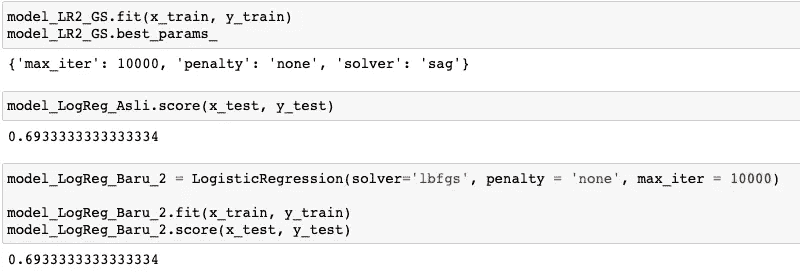 model_LR2_GS.fit(x_train, y_train)
model_LR2_GS.best_params_
{'max_iter': 10000, 'penalty': 'none', 'solver': 'sag'}
model_LogReg_Asli.score(x_test, y_test)
0.6933333333333334
model_LogReg_Baru_2 = LogisticRegression(solver='lbfgs', penalty = 'none', max_iter = 10000)
model_LogReg_Baru_2.fit(x_train, y_train)
model_LogReg_Baru_2.score(x_test, y_test)
0.6933333333333334